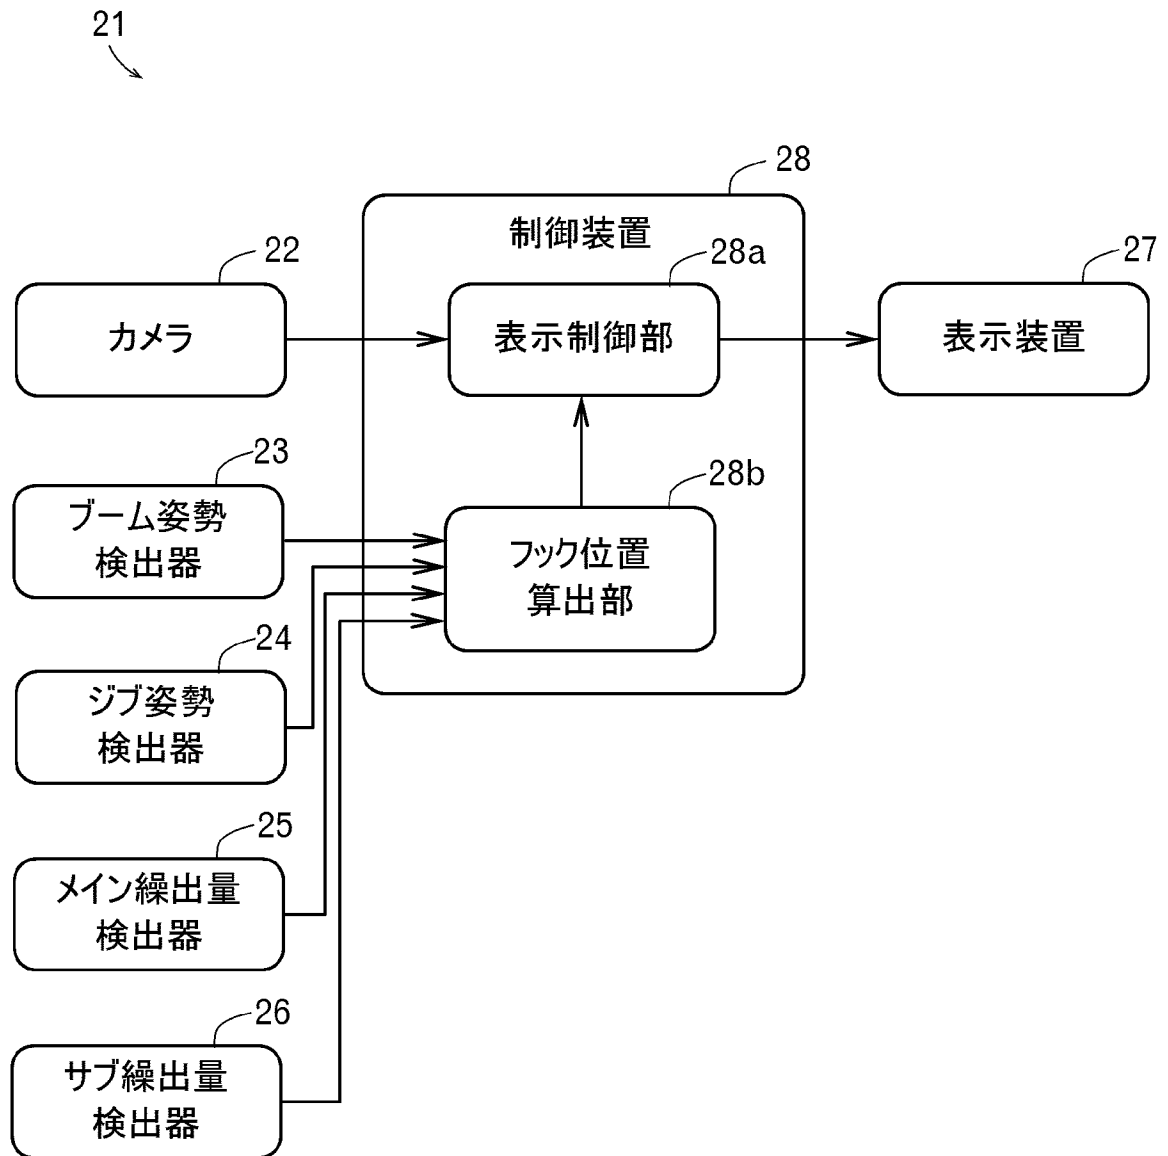 21
28
制御装置
22
カメラ
28a
表示制御部
27
表示装置
23
ブーム姿勢
検出器
28b
フック位置
算出部
24
ジブ姿勢
検出器
25
メイン繰出量
検出器
26
サブ繰出量
検出器